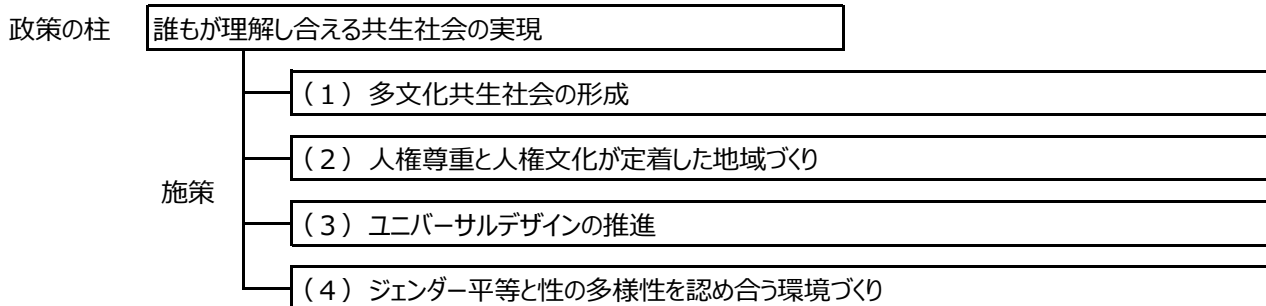 政策の柱 誰もが理解し合える共生社会の実現
（１）多文化共生社会の形成
（２）人権尊重と人権文化が定着した地域づくり
施策
（３）ユニバーサルデザインの推進
（４）ジェンダー平等と性の多様性を認め合う環境づくり